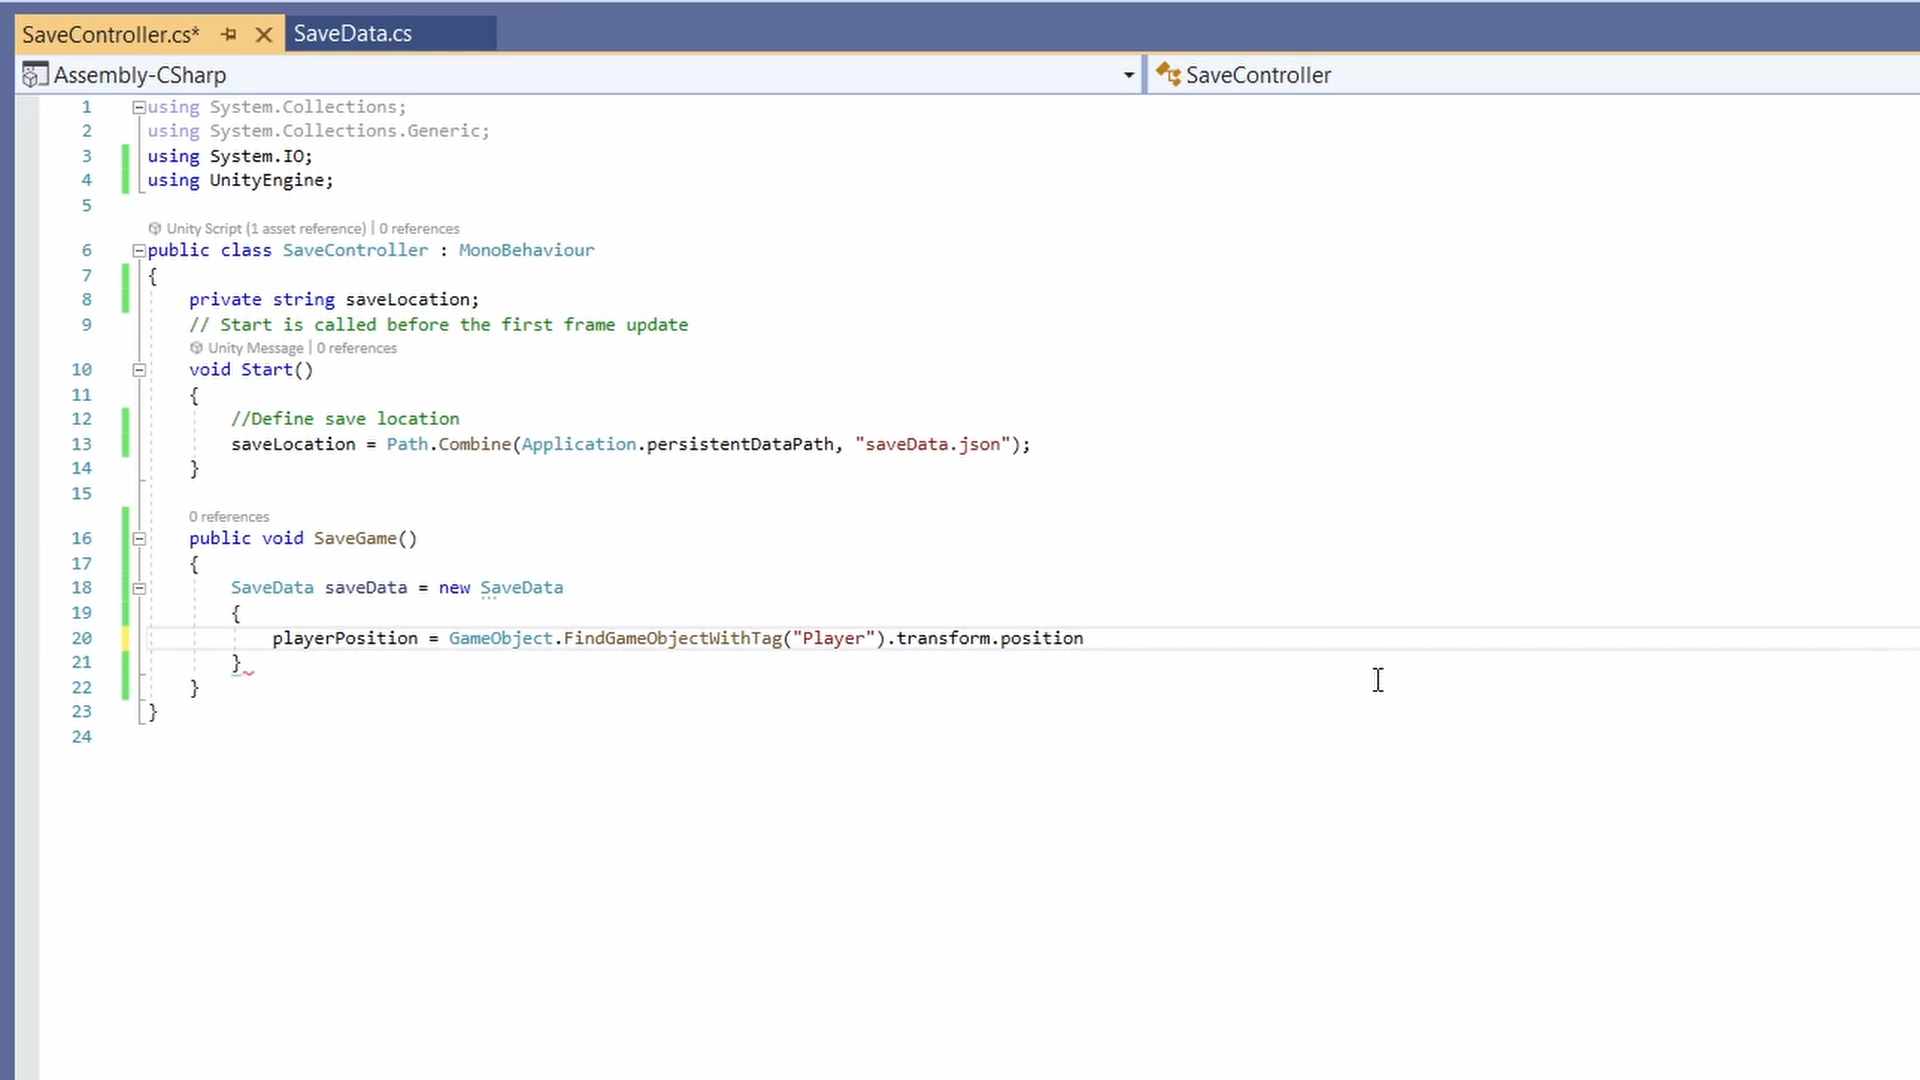 SaveController.cs*
SaveData.cs
Assembly-CSharp
SaveController
1 using System.Collections;
2 using System.Collections.Generic;
3 using System.IO;
4 using UnityEngine;
5
Unity Script (1 asset reference) | 0 references
6 public class SaveController : MonoBehaviour
7 {
8 private string saveLocation;
9 // Start is called before the first frame update
Unity Message | 0 references
10 void Start()
11 {
12 //Define save location
13 saveLocation = Path.Combine(Application.persistentDataPath, "saveData.json");
14 }
15
0 references
16 public void SaveGame()
17 {
18 SaveData saveData = new SaveData
19 {
20 playerPosition = GameObject.FindGameObjectWithTag("Player").transform.position
21 }
22 }
23 }
24